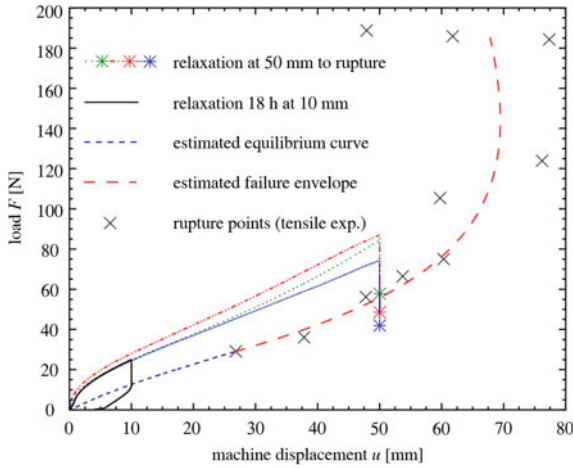 200
180
160
140
120
100
80
60
40
20
0
load F [N]
relaxation at 50 mm to rupture
relaxation 18 h at 10 mm
estimated equilibrium curve
estimated failure envelope
rupture points (tensile exp.)
0 10 20 30 40 50 60 70 80
machine displacement u [mm]